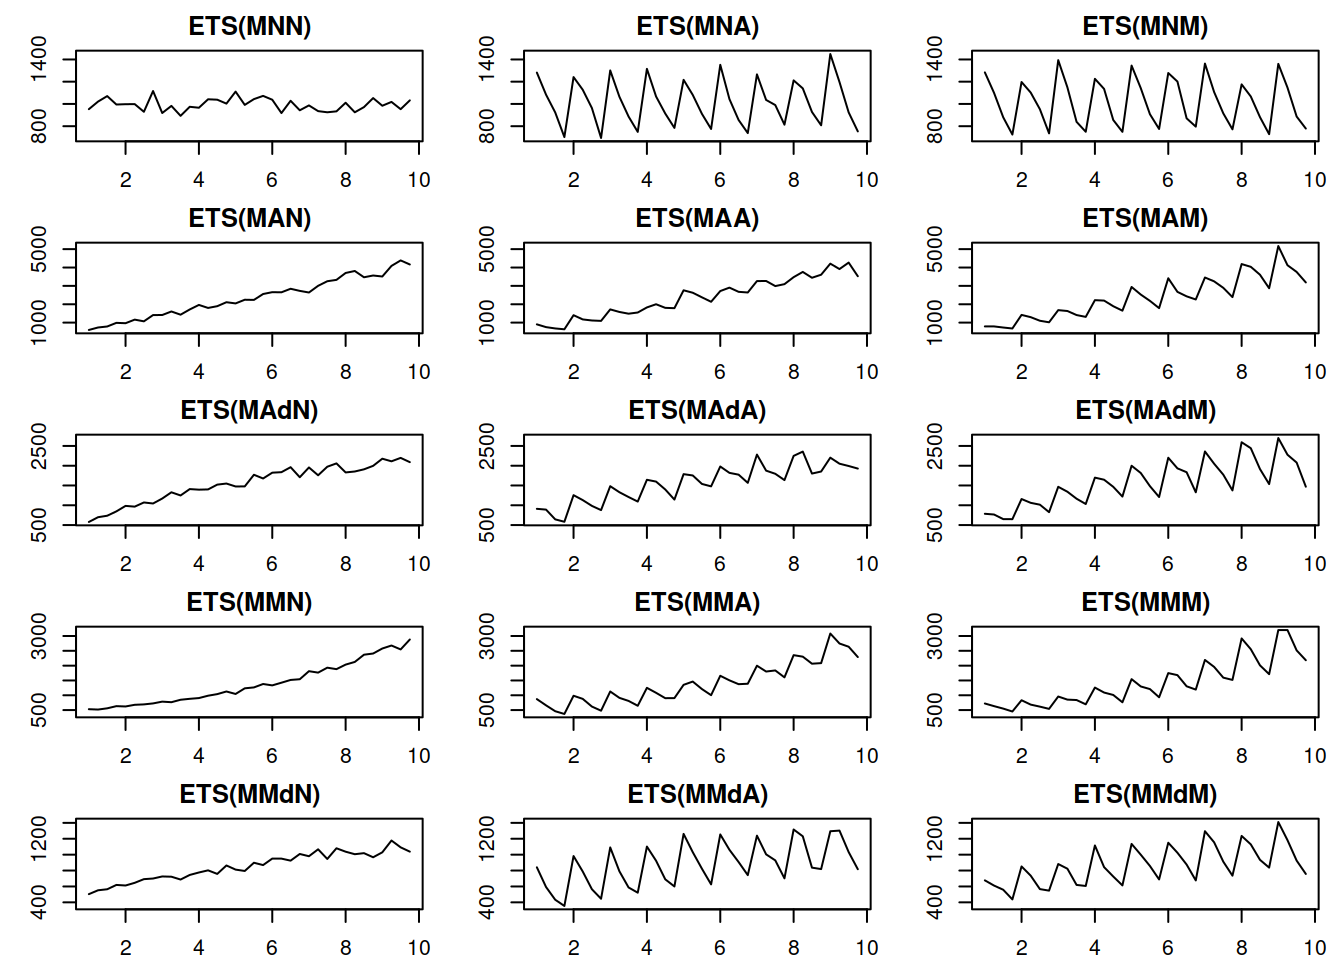 ETS(MNN) ETS(MNA) ETS(MNM)
1400 1400 1400
800 800 800
2 4 6 8 10 2 4 6 8 10 2 4 6 8 10
ETS(MAN) ETS(MAA) ETS(MAM)
5000 5000 5000
1000 1000 1000
2 4 6 8 10 2 4 6 8 10 2 4 6 8 10
ETS(MAdN) ETS(MAdA) ETS(MAdM)
2500 2500 2500
500 500 500
2 4 6 8 10 2 4 6 8 10 2 4 6 8 10
ETS(MMN) ETS(MMA) ETS(MMM)
3000 3000 3000
500 500 500
2 4 6 8 10 2 4 6 8 10 2 4 6 8 10
ETS(MMdN) ETS(MMdA) ETS(MMdM)
1200 1200 1200
400 400 400
2 4 6 8 10 2 4 6 8 10 2 4 6 8 10